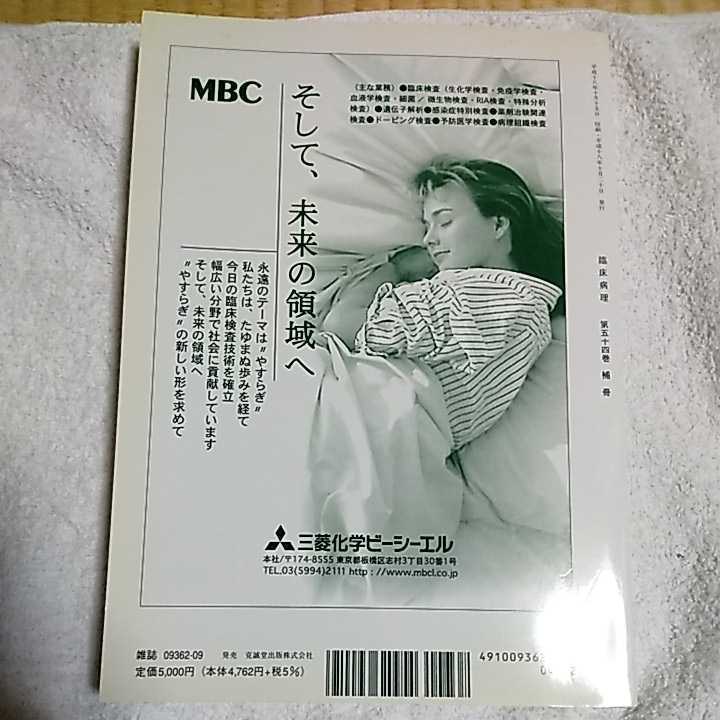 MBC
〈主な業務〉●臨床検査（生化学検査・免疫学検査・
血液学検査・細菌／微生物検査・RIA検査・特殊分析
検査）●遺伝子解析●感染症特別検査●薬剤治験関連
検査●ドーピング検査●予防医学検査●病理組織検査
そして、未来の領域へ
永遠のテーマは〝やすらぎ〟
私たちは、たゆまぬ歩みを経て
今日の臨床検査技術を確立
幅広い分野で社会に貢献しています
そして、未来の領域へ
〝やすらぎ〟の新しい形を求めて
三菱化学ビーシーエル
本社/〒174-8555 東京都板橋区志村3丁目30番1号
TEL.03(5994)2111 http://www.mbcl.co.jp
臨床病理 第五十四巻 補冊
雑誌 09362-09 発売 克誠堂出版株式会社
定価5,000円（本体4,762円+税5%）
49100936